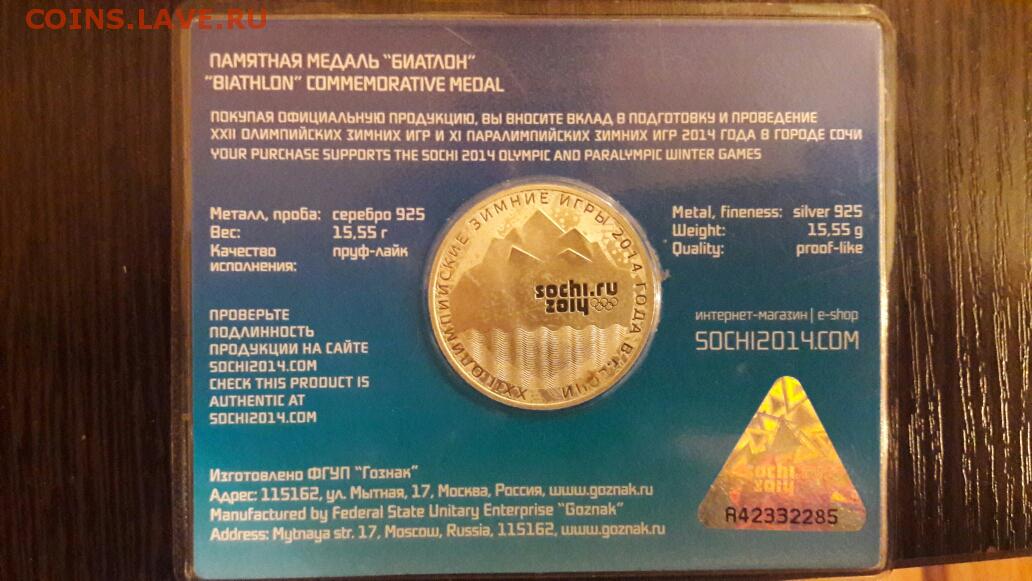 COINS.LAVE.RU
ПАМЯТНАЯ МЕДАЛЬ "БИАТЛОН"
"BIATHLON" COMMEMORATIVE MEDAL
ПОКУПАЯ ОФИЦИАЛЬНУЮ ПРОДУКЦИЮ, ВЫ ВНОСИТЕ ВКЛАД В ПОДГОТОВКУ И ПРОВЕДЕНИЕ
XXII ОЛИМПИЙСКИХ ЗИМНИХ ИГР И XI ПАРАЛИМПИЙСКИХ ЗИМНИХ ИГР 2014 ГОДА В ГОРОДЕ СОЧИ
YOUR PURCHASE SUPPORTS THE SOCHI 2014 OLYMPIC AND PARALYMPIC WINTER GAMES
Металл, проба: серебро 925
Вес: 15,55 г
Качество пруф-лайк
исполнения:
XXII ОЛИМПИЙСКИЕ ЗИМНИЕ ИГРЫ 2014 ГОДА В Г. СОЧИ
sochi.ru
2014
Metal, fineness: silver 925
Weight: 15,55 g
Quality: proof-like
ПРОВЕРЬТЕ
ПОДЛИННОСТЬ
ПРОДУКЦИИ НА САЙТЕ
SOCHI2014.COM
CHECK THIS PRODUCT IS
AUTHENTIC AT
SOCHI2014.COM
интернет-магазин | e-shop
SOCHI2014.COM
Изготовлено ФГУП "Гознак"
Адрес: 115162, ул. Мытная, 17, Москва, Россия, www.goznak.ru
Manufactured by Federal State Unitary Enterprise "Goznak"
Address: Mytnaya str. 17, Moscow, Russia, 115162, www.goznak.ru
sochi
2014
A42332285